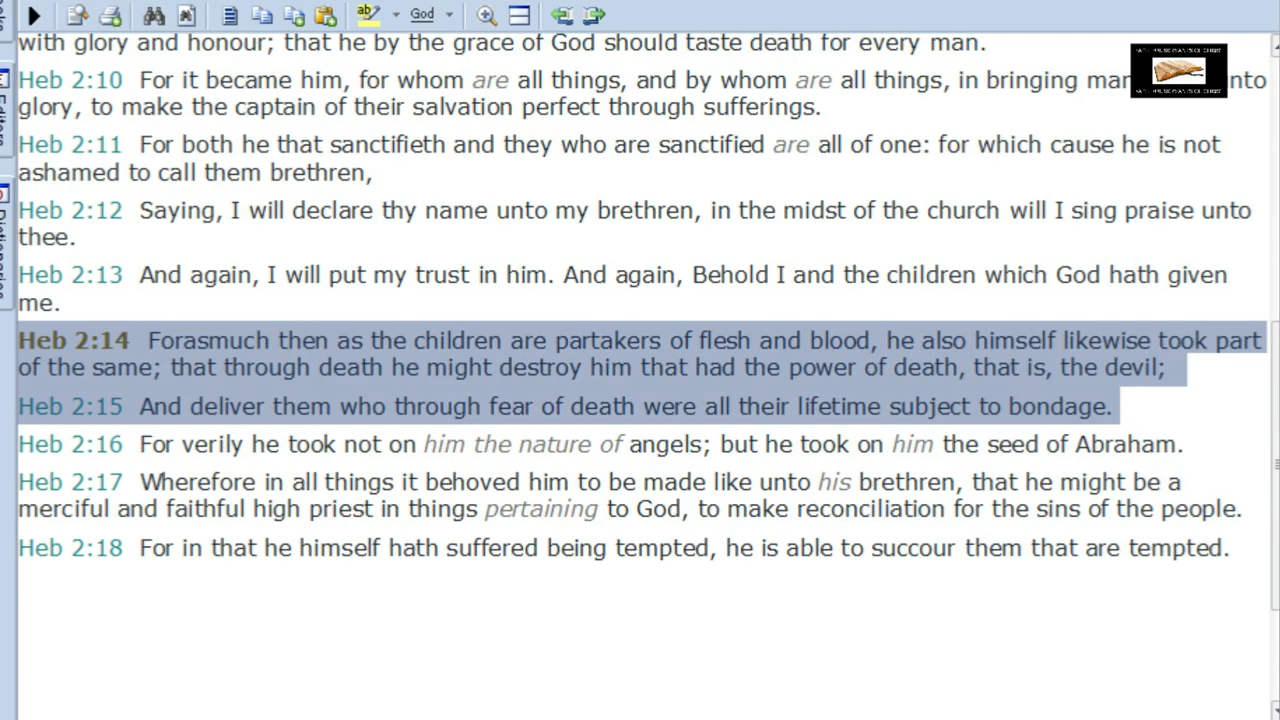 God
with glory and honour; that he by the grace of God should taste death for every man.
Heb 2:10 For it became him, for whom are all things, and by whom are all things, in bringing nto
glory, to make the captain of their salvation perfect through sufferings.
Heb 2:11 For both he that sanctifieth and they who are sanctified are all of one: for which cause he is not
ashamed to call them brethren,
Heb 2:12 Saying, I will declare thy name unto my brethren, in the midst of the church will I sing praise unto
thee.
Heb 2:13 And again, I will put my trust in him. And again, Behold I and the children which God hath given
me.
Heb 2:14 Forasmuch then as the children are partakers of flesh and blood, he also himself likewise took part
of the same; that through death he might destroy him that had the power of death, that is, the devil;
Heb 2:15 And deliver them who through fear of death were all their lifetime subject to bondage.
Heb 2:16 For verily he took not on him the nature of angels; but he took on him the seed of Abraham.
Heb 2:17 Wherefore in all things it behoved him to be made like unto his brethren, that he might be a
merciful and faithful high priest in things pertaining to God, to make reconciliation for the sins of the people.
Heb 2:18 For in that he himself hath suffered being tempted, he is able to succour them that are tempted.
Editors